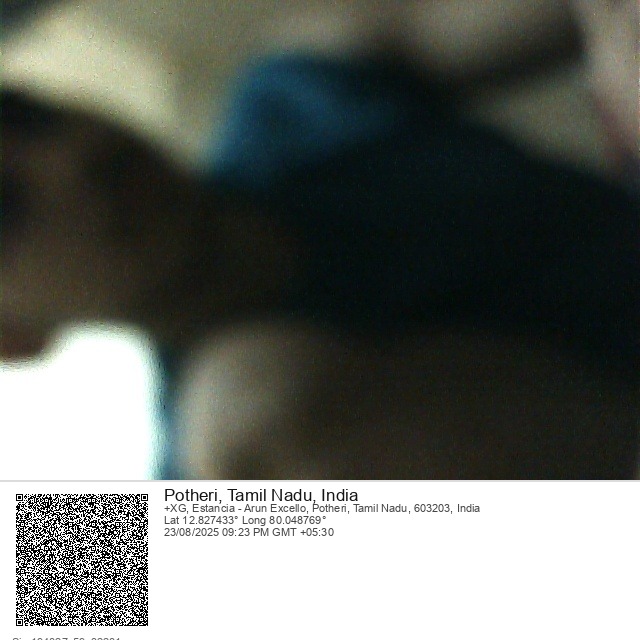 Potheri, Tamil Nadu, India
+XG, Estancia - Arun Excello, Potheri, Tamil Nadu, 603203, India
Lat 12.827433° Long 80.048769°
23/08/2025 09:23 PM GMT +05:30